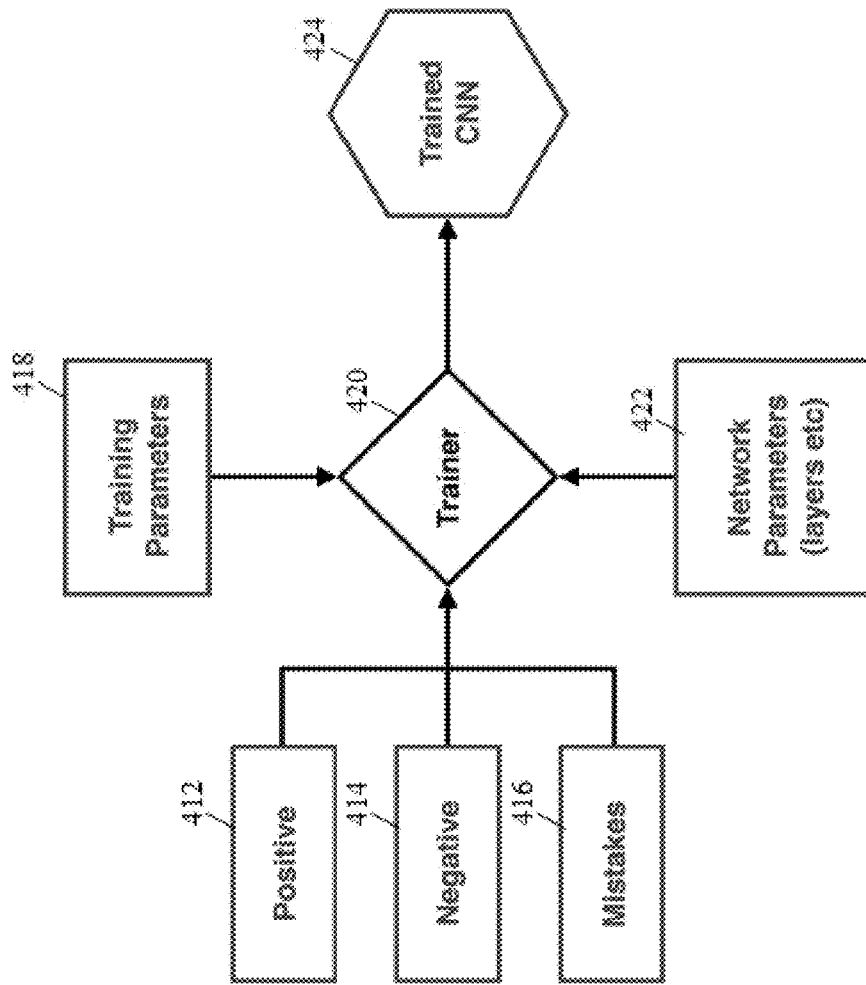 412
Positive
414
Negative
416
Mistakes
418
Training
Parameters
420
Trainer
422
Network
Parameters
(layers etc)
424
Trained
CNN